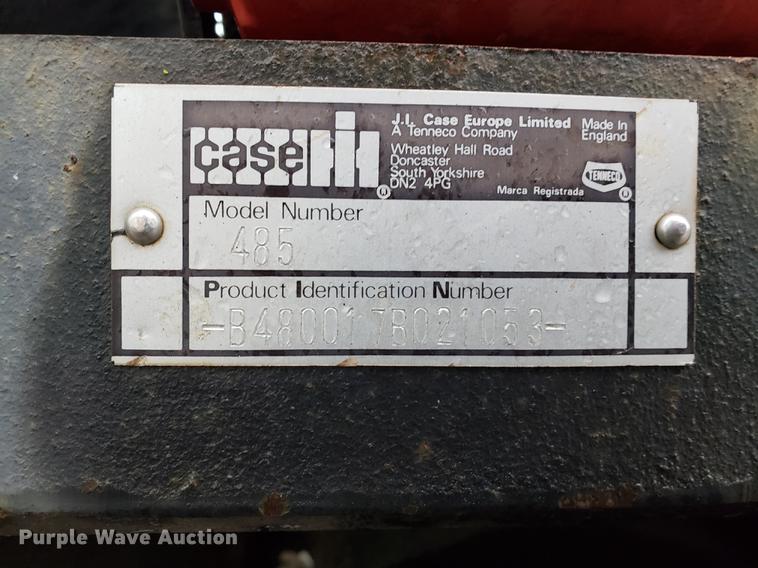 case IH
J.I. Case Europe Limited
A Tenneco Company
Wheatley Hall Road
Doncaster
South Yorkshire
DN2 4PG
Made In
England
TENNECO
Marca Registrada
Model Number
485
Product Identification Number
-B480017B021053-
Purple Wave Auction